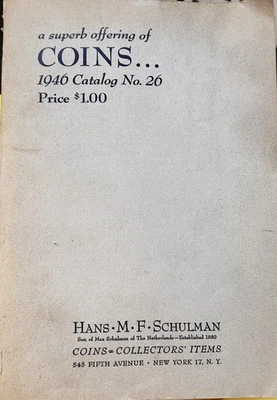 a superb offering of
COINS...
1946 Catalog No. 26
Price $1.00
HANS·M·F·SCHULMAN
Son of Max Schulman of The Netherlands—Established 1880
COINS∞COLLECTORS' ITEMS
545 FIFTH AVENUE · NEW YORK 17, N. Y.